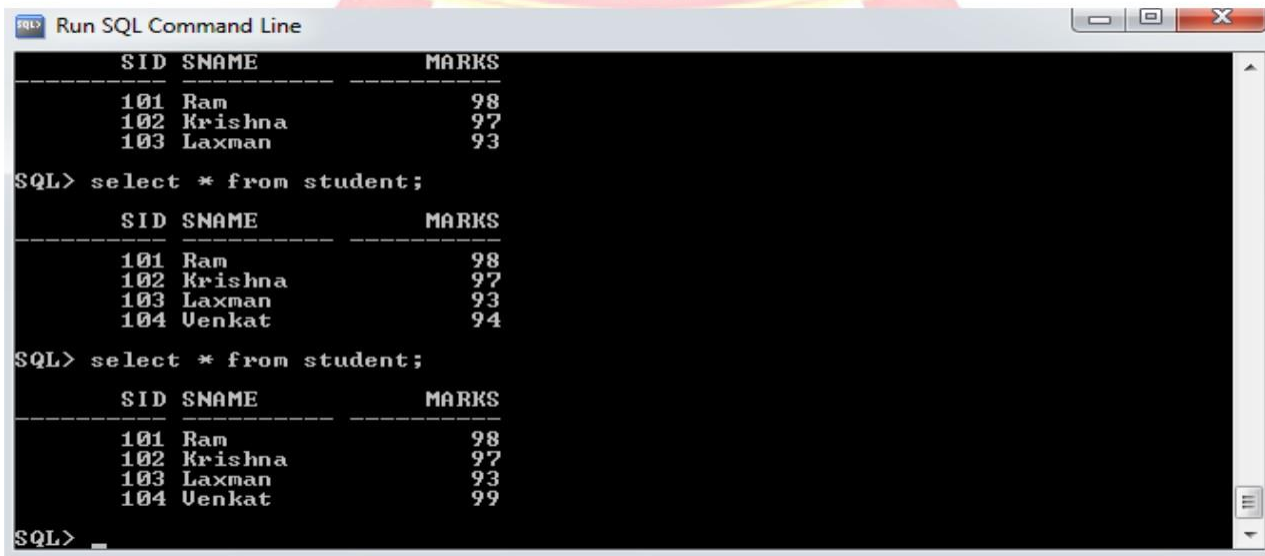 Run SQL Command Line
SID SNAME MARKS
---------- ---------- ----------
101 Ram 98
102 Krishna 97
103 Laxman 93
SQL> select * from student;
SID SNAME MARKS
---------- ---------- ----------
101 Ram 98
102 Krishna 97
103 Laxman 93
104 Venkat 94
SQL> select * from student;
SID SNAME MARKS
---------- ---------- ----------
101 Ram 98
102 Krishna 97
103 Laxman 93
104 Venkat 99
SQL> _